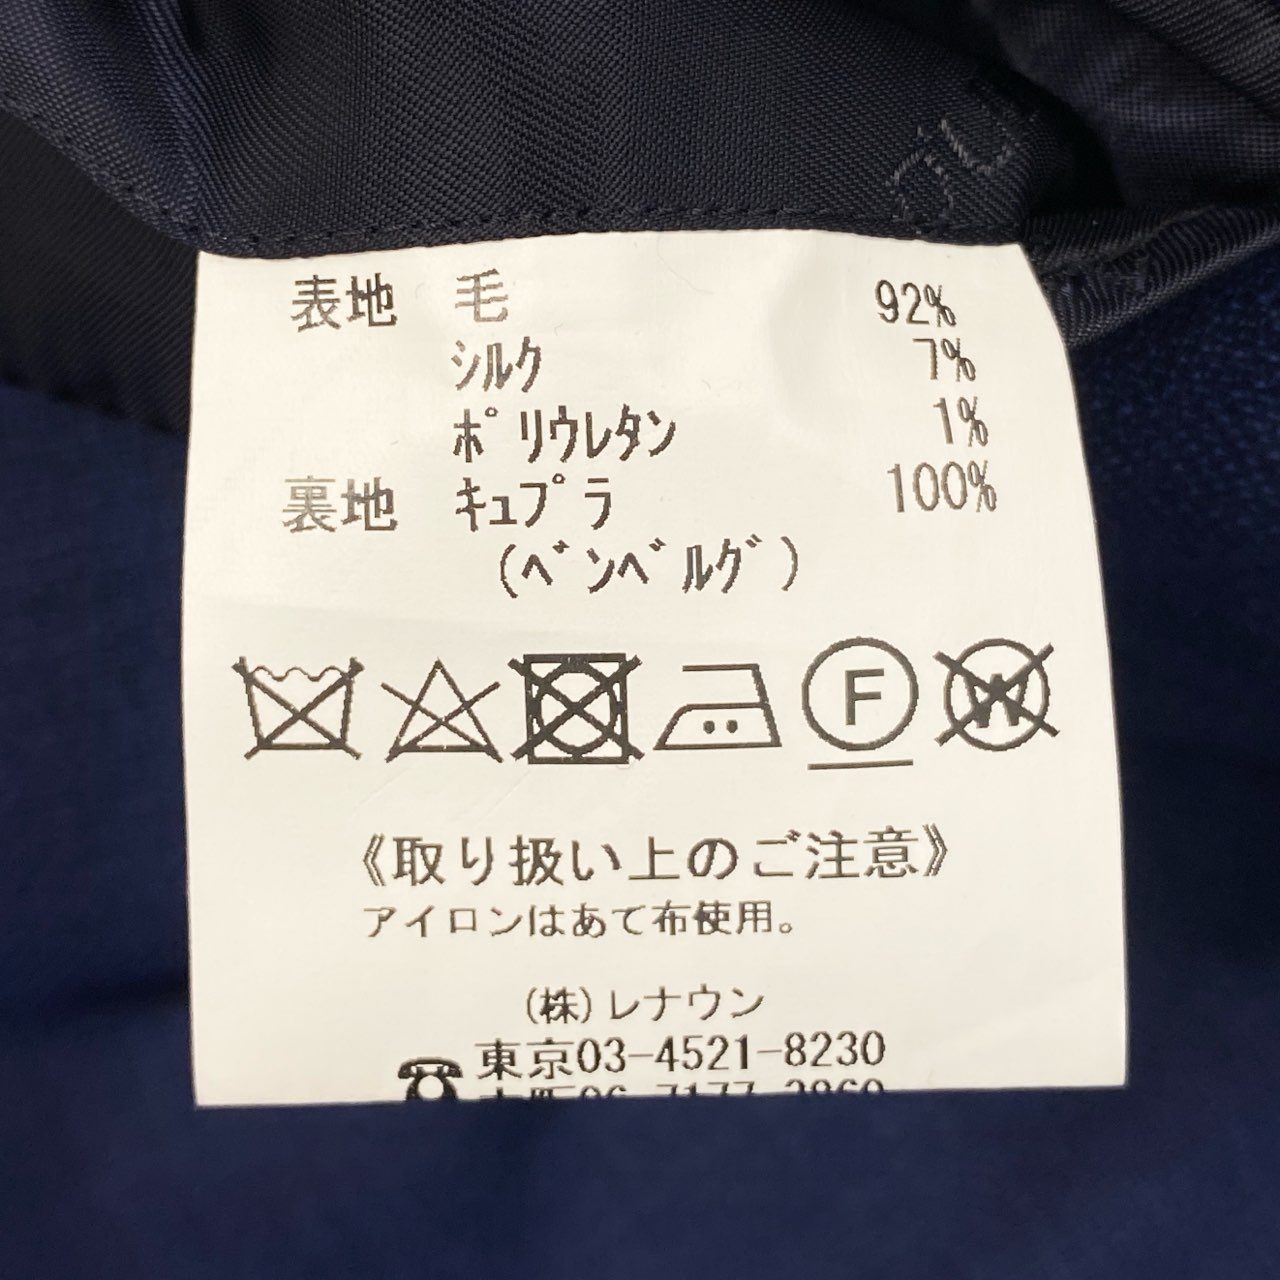 表地 毛 92%
シルク 7%
ポリウレタン 1%
裏地 キュプラ 100%
(ベンベルグ)
F
W
《取り扱い上のご注意》
アイロンはあて布使用。
(株)レナウン
東京03-4521-8230